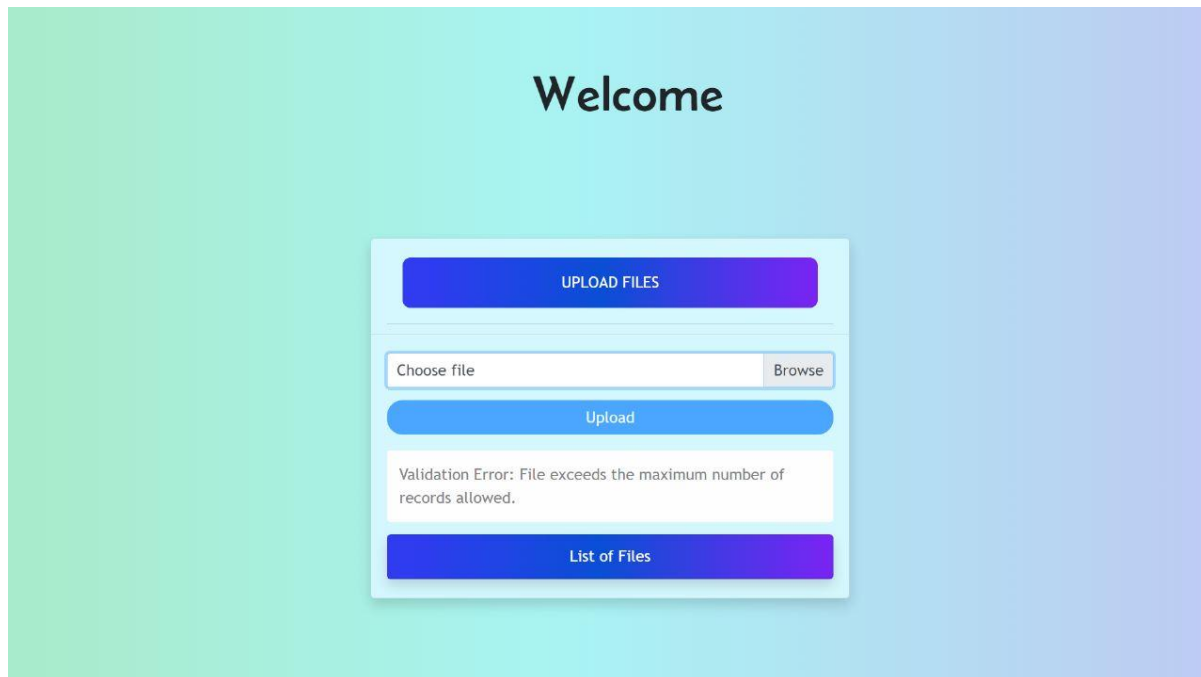 Welcome
UPLOAD FILES
Choose file
Browse
Upload
Validation Error: File exceeds the maximum number of
records allowed.
List of Files